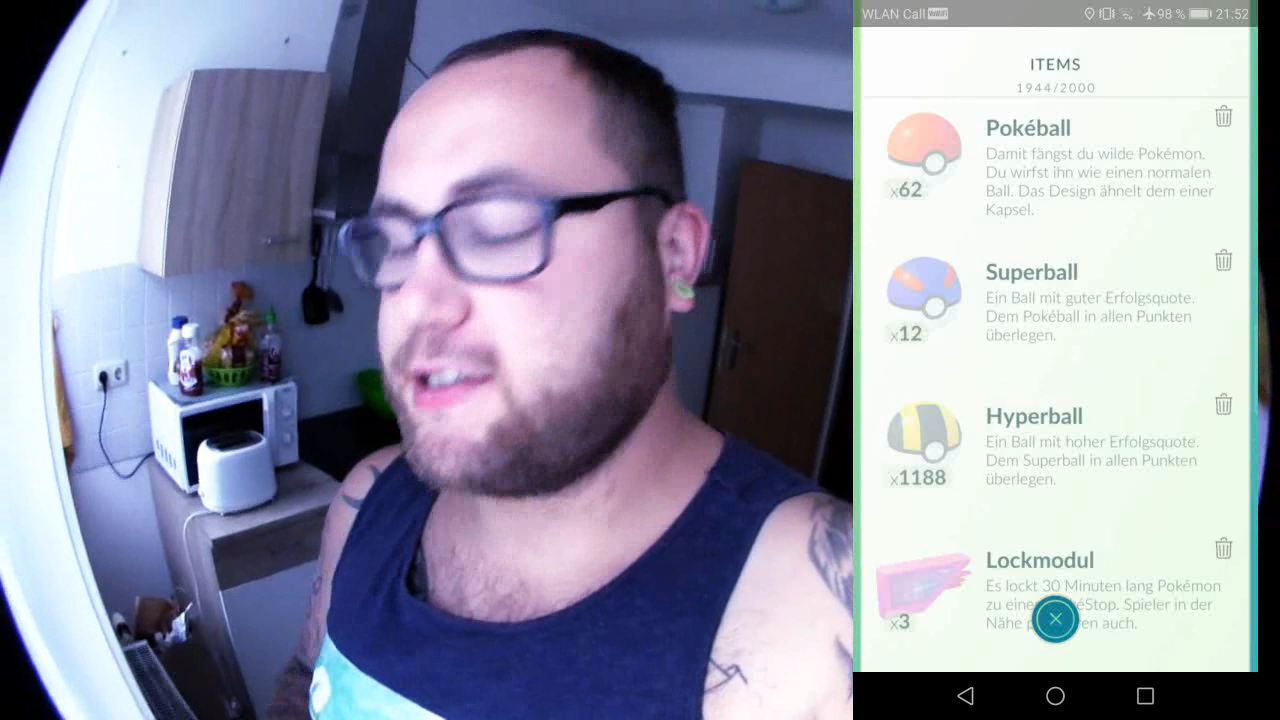 WLAN Call VoWiFi 98 % 21:52
ITEMS
1944/2000
Pokéball
Damit fängst du wilde Pokémon.
Du wirfst ihn wie einen normalen
Ball. Das Design ähnelt dem einer
Kapsel.
x62
Superball
Ein Ball mit guter Erfolgsquote.
Dem Pokéball in allen Punkten
überlegen.
x12
Hyperball
Ein Ball mit hoher Erfolgsquote.
Dem Superball in allen Punkten
überlegen.
x1188
Lockmodul
Es lockt 30 Minuten lang Pokémon
zu Stop. Spieler in der
Nähe auch.
x3